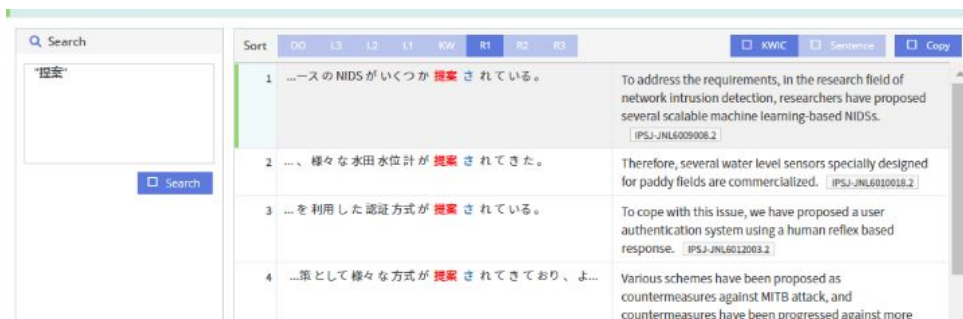 Search
"提案"
Search
Sort DO L3 L2 L1 KW R1 R2 R3
KWIC Sentence Copy
1 ...ースの NIDS がいくつか 提案 さ れている。
To address the requirements, in the research field of
network intrusion detection, researchers have proposed
several scalable machine learning-based NIDSs.
IPSJ-JNL6009008.2
2 ...、様々な水田水位計が 提案 さ れてきた。
Therefore, several water level sensors specially designed
for paddy fields are commercialized. IPSJ-JNL6010018.2
3 ...を利用した認証方式が 提案 さ れている。
To cope with this issue, we have proposed a user
authentication system using a human reflex based
response. IPSJ-JNL6012003.2
4 ...策として様々な方式が 提案 さ れてきており、よ...
Various schemes have been proposed as
countermeasures against MITB attack, and
countermeasures have been progressed against more